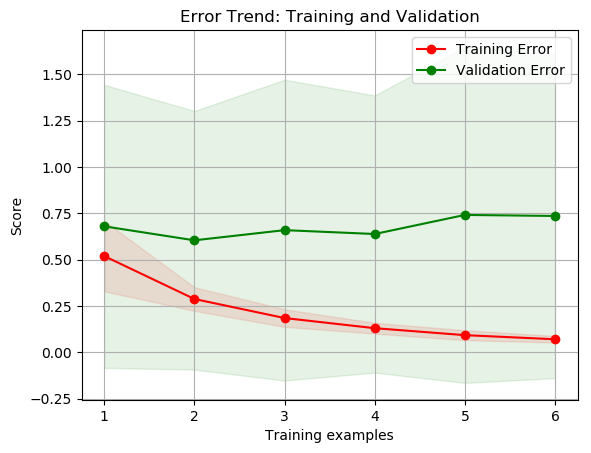 Error Trend: Training and Validation
Training Error
Validation Error
1.50
1.25
1.00
0.75
0.50
0.25
0.00
−0.25
Score
1 2 3 4 5 6
Training examples